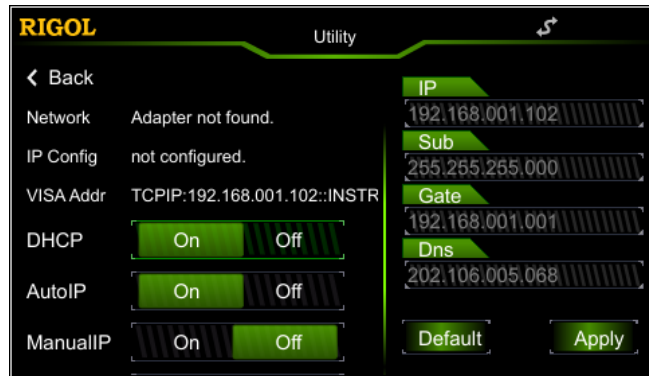 RIGOL
Utility
Back
Network Adapter not found.
IP Config not configured.
VISA Addr TCPIP:192.168.001.102::INSTR
DHCP On Off
AutoIP On Off
ManualIP On Off
IP
192.168.001.102
Sub
255.255.255.000
Gate
192.168.001.001
Dns
202.106.005.068
Default Apply